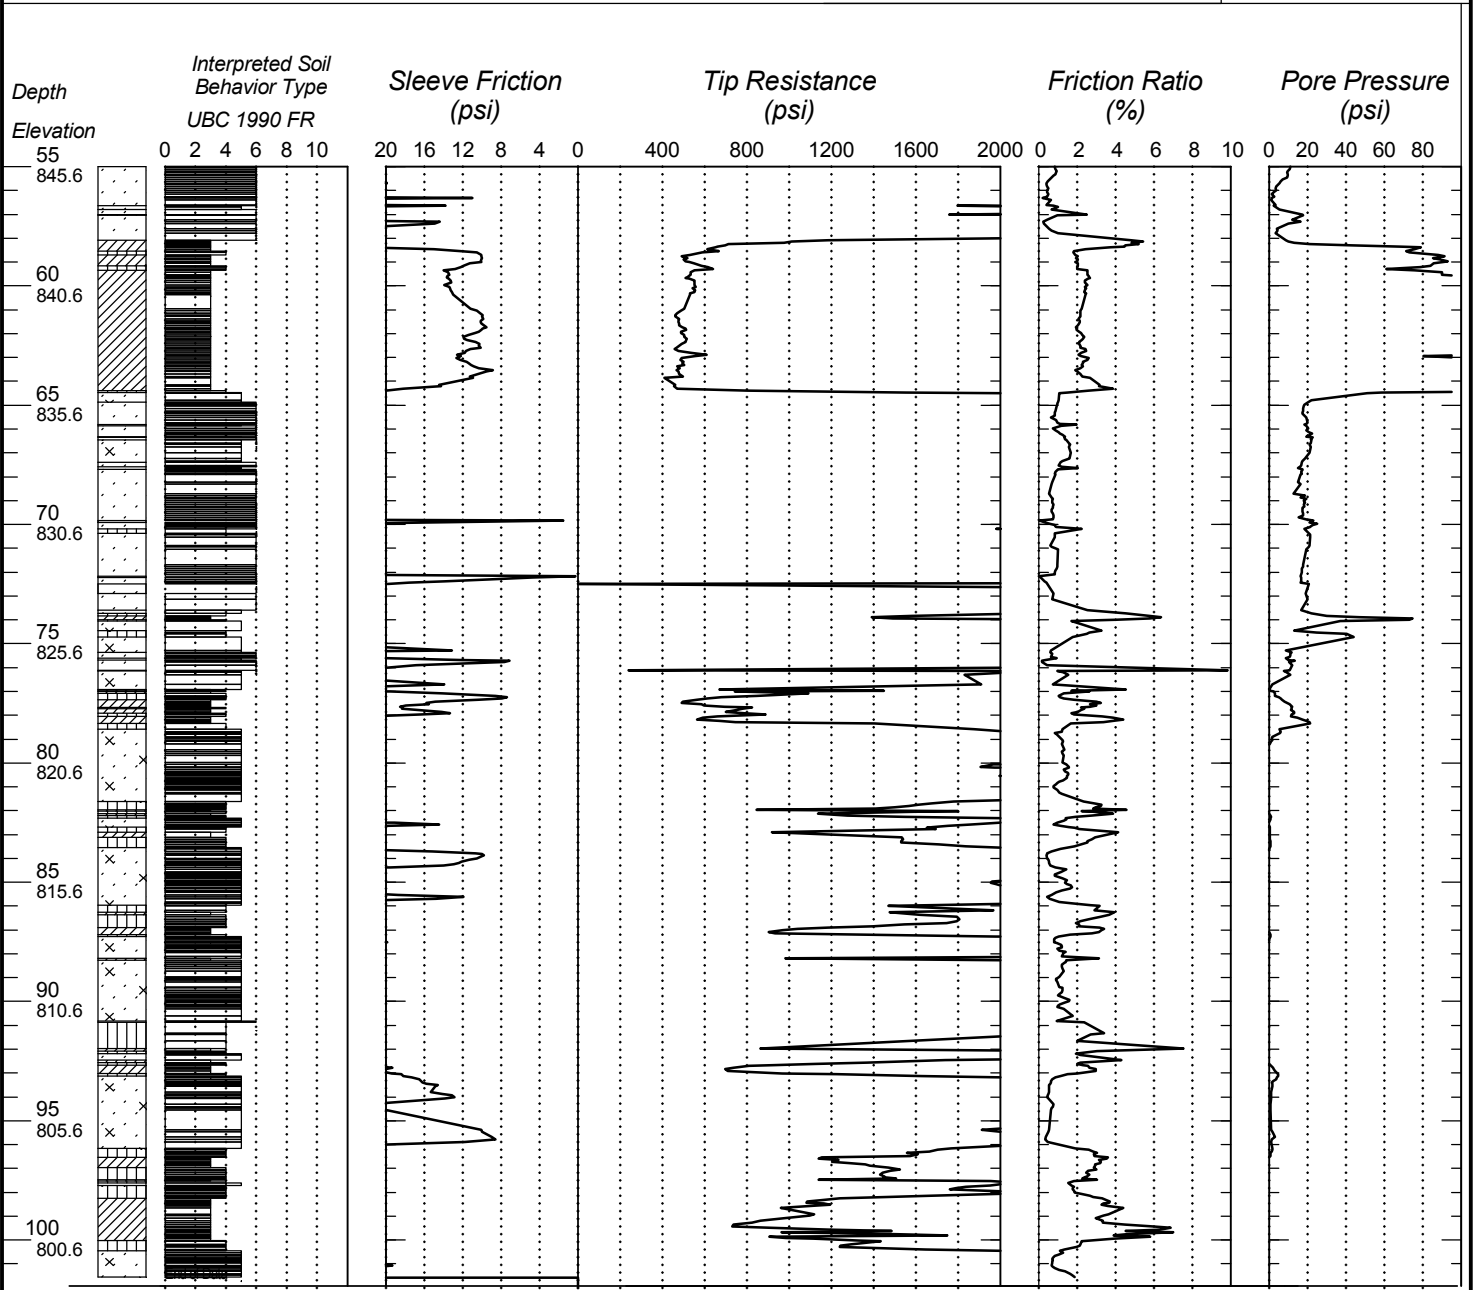 Depth
Elevation
Interpreted Soil
Behavior Type
UBC 1990 FR
Sleeve Friction
(psi)
Tip Resistance
(psi)
Friction Ratio
(%)
Pore Pressure
(psi)
0 2 4 6 8 10
20 16 12 8 4 0
400 800 1200 1600 2000
0 2 4 6 8 10
0 20 40 60 80
55
845.6
60
840.6
65
835.6
70
830.6
75
825.6
80
820.6
85
815.6
90
810.6
95
805.6
100
800.6